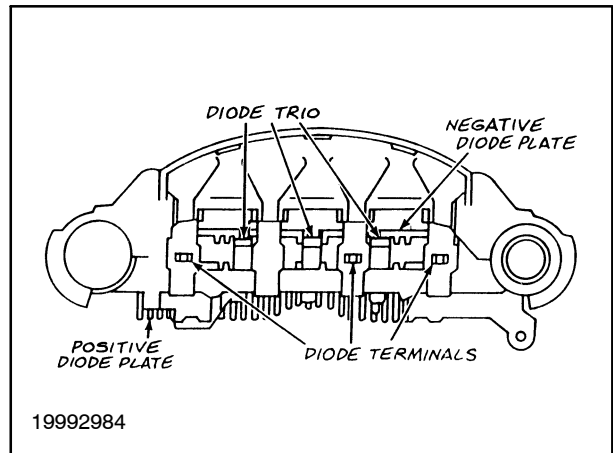 DIODE TRIO
NEGATIVE
DIODE PLATE
POSITIVE
DIODE PLATE
DIODE TERMINALS
19992984